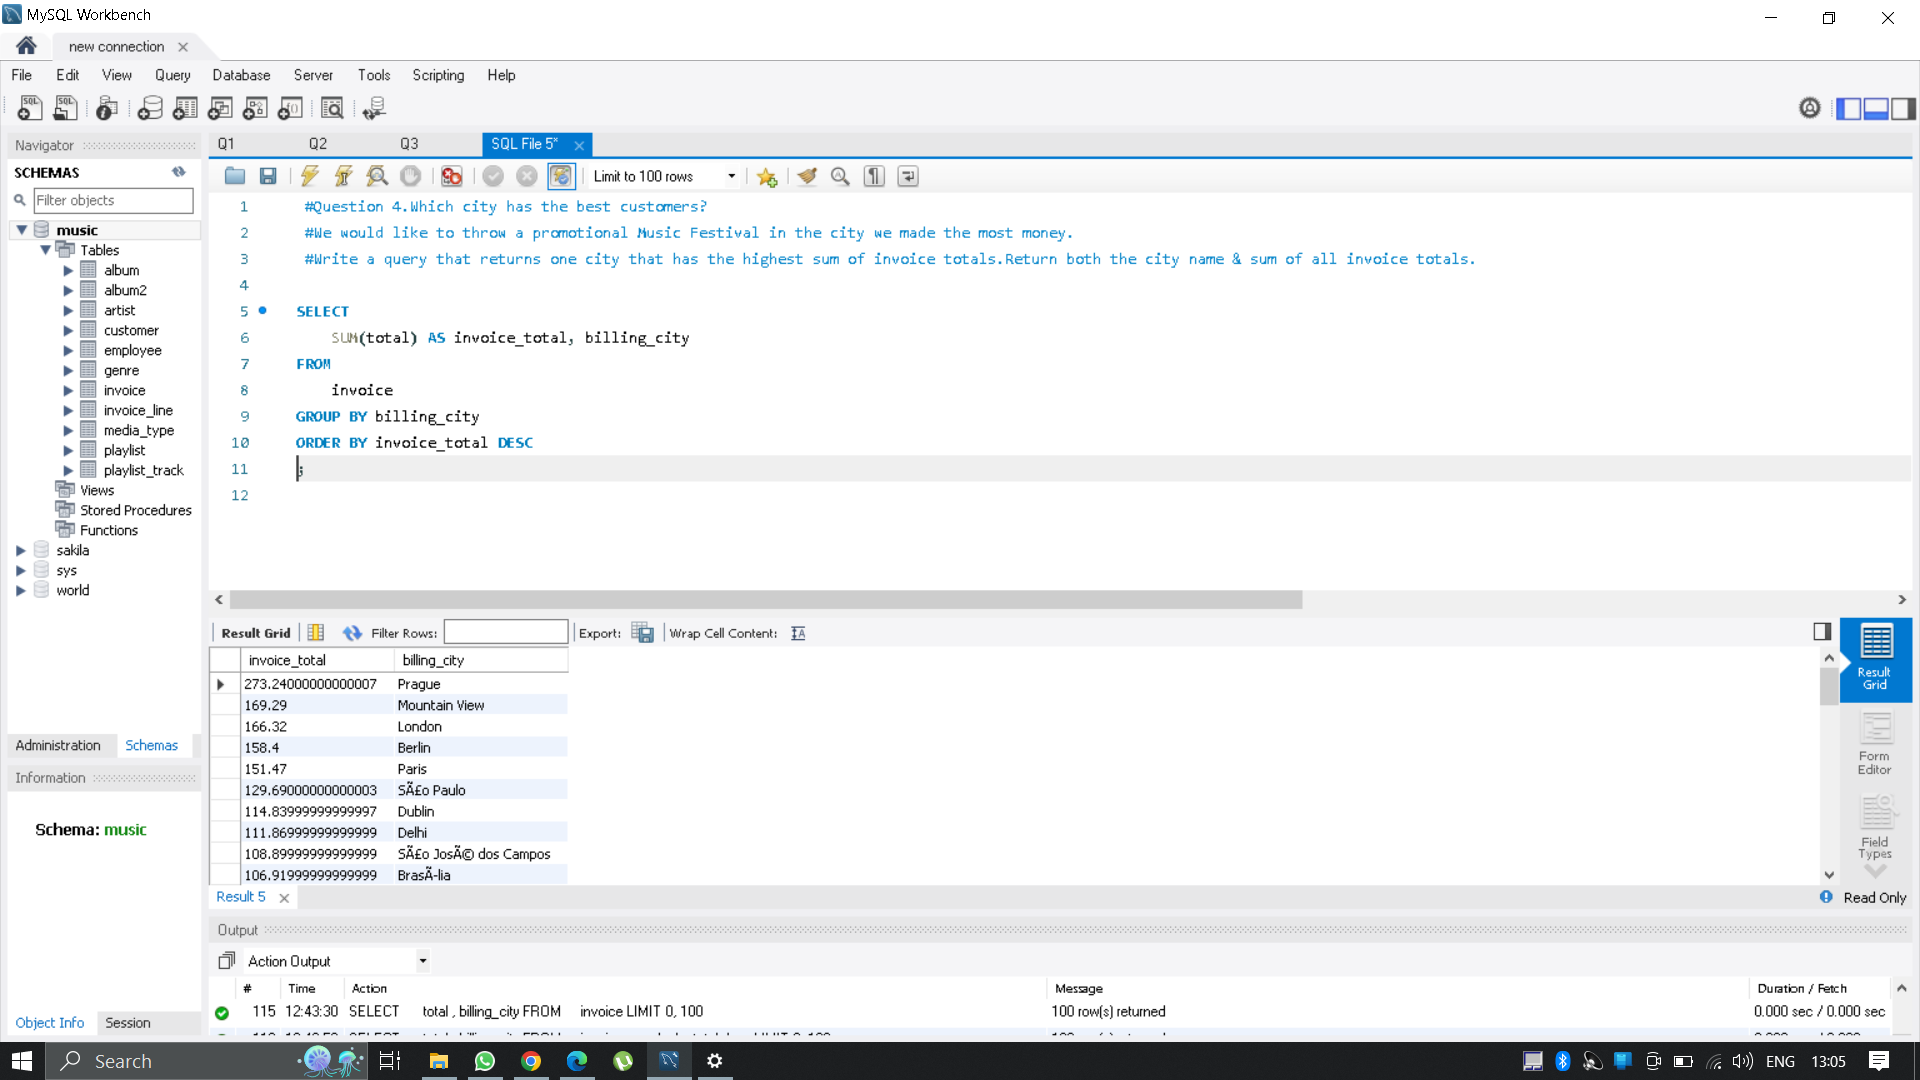 MySQL Workbench
new connection
File Edit View Query Database Server Tools Scripting Help
Navigator
SCHEMAS
Filter objects
music
Tables
album
album2
artist
customer
employee
genre
invoice
invoice_line
media_type
playlist
playlist_track
Views
Stored Procedures
Functions
sakila
sys
world
Administration Schemas
Information
Schema: music
Object Info Session
Q1 Q2 Q3 SQL File 5*
Limit to 100 rows
1 #Question 4.Which city has the best customers?
2 #We would like to throw a promotional Music Festival in the city we made the most money.
3 #Write a query that returns one city that has the highest sum of invoice totals.Return both the city name & sum of all invoice totals.
4
5 SELECT
6 SUM(total) AS invoice_total, billing_city
7 FROM
8 invoice
9 GROUP BY billing_city
10 ORDER BY invoice_total DESC
11 ;
12
Result Grid Filter Rows: Export: Wrap Cell Content:
invoice_total billing_city
273.24000000000007 Prague
169.29 Mountain View
166.32 London
158.4 Berlin
151.47 Paris
129.69000000000003 SÃ£o Paulo
114.83999999999997 Dublin
111.86999999999999 Delhi
108.89999999999999 SÃ£o JosÃ© dos Campos
106.91999999999999 BrasÃ-lia
Result Grid
Form Editor
Field Types
Result 5
Read Only
Output
Action Output
# Time Action Message Duration / Fetch
115 12:43:30 SELECT total , billing_city FROM invoice LIMIT 0, 100 100 row(s) returned 0.000 sec / 0.000 sec
Search
ENG 13:05